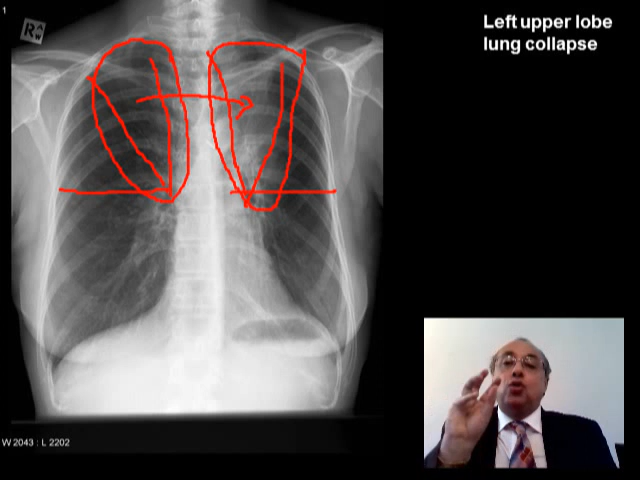 1
R
W
Left upper lobe
lung collapse
W 2043 : L 2202